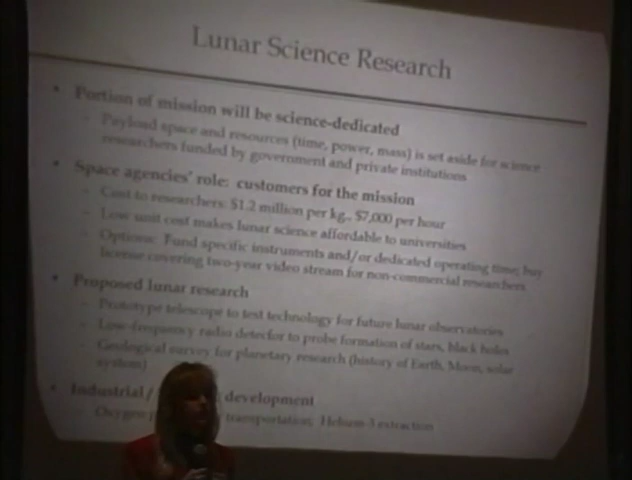 Lunar Science Research
• Portion of mission will be science-dedicated
– Payload space and resources (time, power, mass) is set aside for science
researchers funded by government and private institutions
• Space agencies' role: customers for the mission
– Cost to researchers: $1.2 million per kg., $7,000 per hour
– Low unit cost makes lunar science affordable to universities
– Options: Fund specific instruments and/or dedicated operating time; buy
license covering two-year video stream for non-commercial researchers
• Proposed lunar research
– Prototype telescope to test technology for future lunar observatories
– Low-frequency radio detector to probe formation of stars, black holes
– Geological survey for planetary research (history of Earth, Moon, solar
system)
• Industrial/ development
– Oxygen transportation; Helium-3 extraction